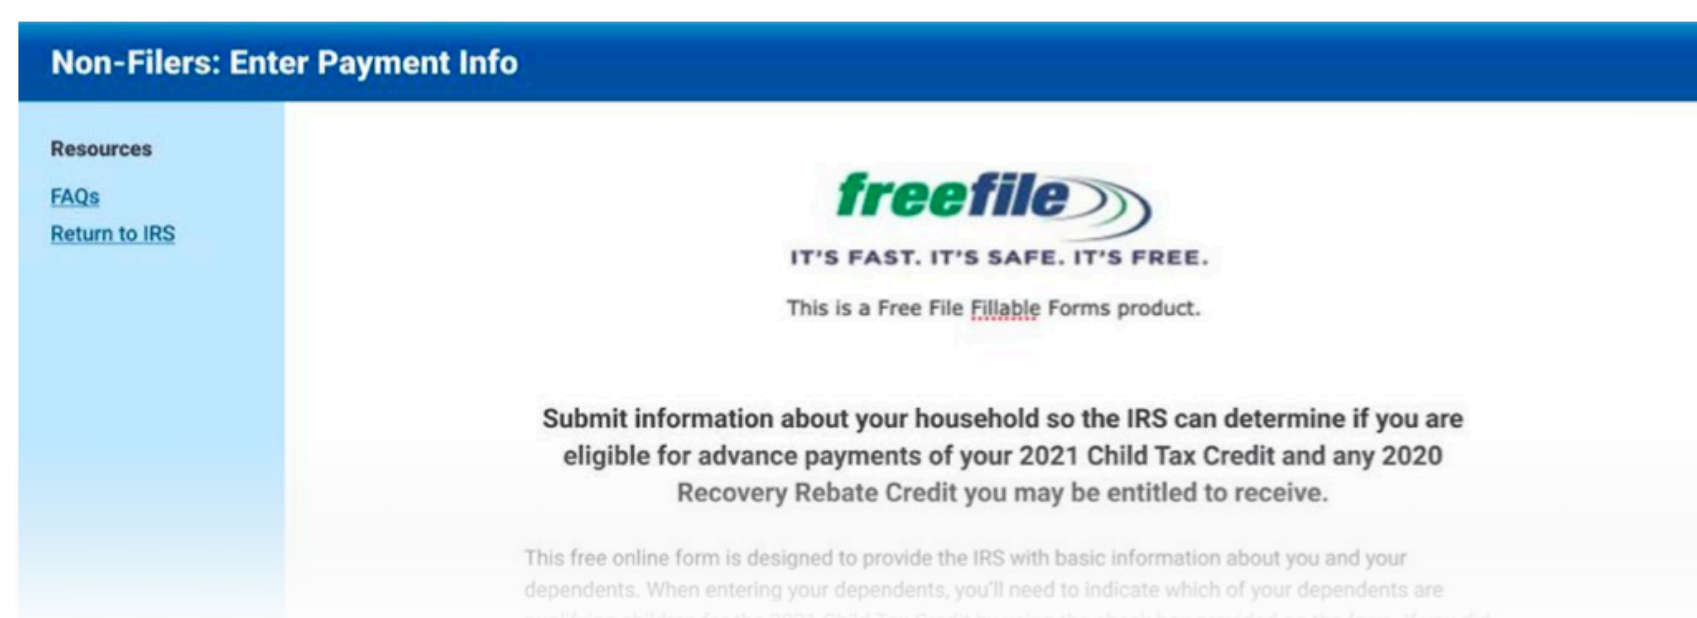 Non-Filers: Enter Payment Info
Resources
FAQs
Return to IRS
freefile
IT'S FAST. IT'S SAFE. IT'S FREE.
This is a Free File Fillable Forms product.
Submit information about your household so the IRS can determine if you are
eligible for advance payments of your 2021 Child Tax Credit and any 2020
Recovery Rebate Credit you may be entitled to receive.
This free online form is designed to provide the IRS with basic information about you and your
dependents. When entering your dependents, you'll need to indicate which of your dependents are